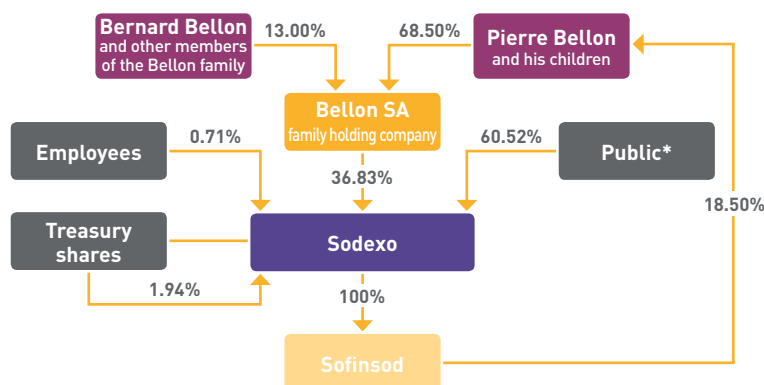 Bernard Bellon
and other members
of the Bellon family
13.00%
68.50%
Pierre Bellon
and his children
Bellon SA
family holding company
Employees
0.71%
60.52%
Public*
36.83%
18.50%
Treasury
shares
Sodexo
1.94%
100%
Sofinsod